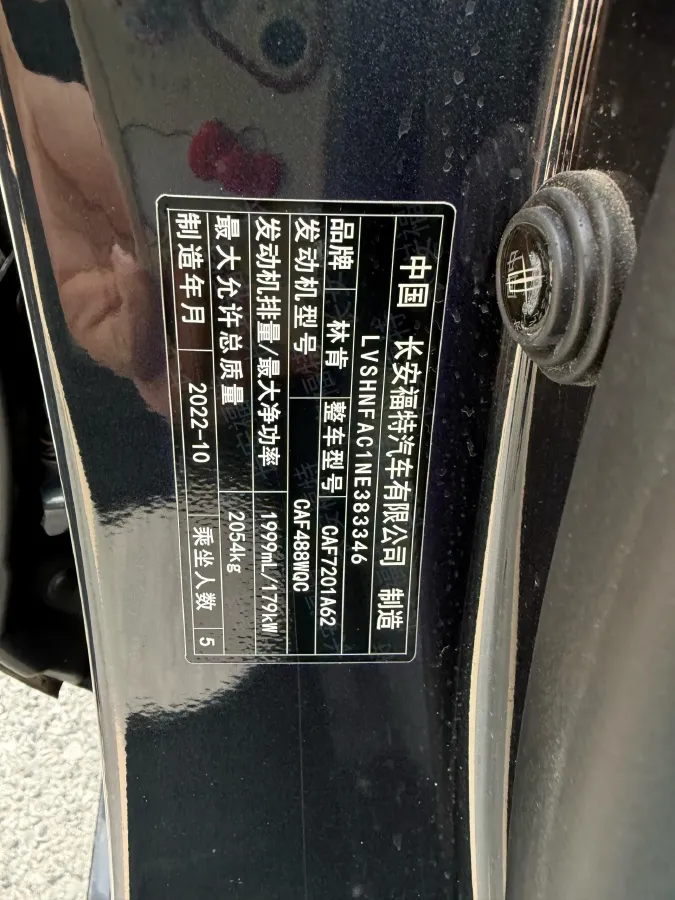 中国 长安福特汽车有限公司 制造
LVSHNFAC1NE383346
品牌 林肯 整车型号 CAF7201A62
发动机型号 CAF488WQC
发动机排量/最大净功率 1999mL/179kW
最大允许总质量 2054kg
制造年月 2022-10 乘坐人数 5